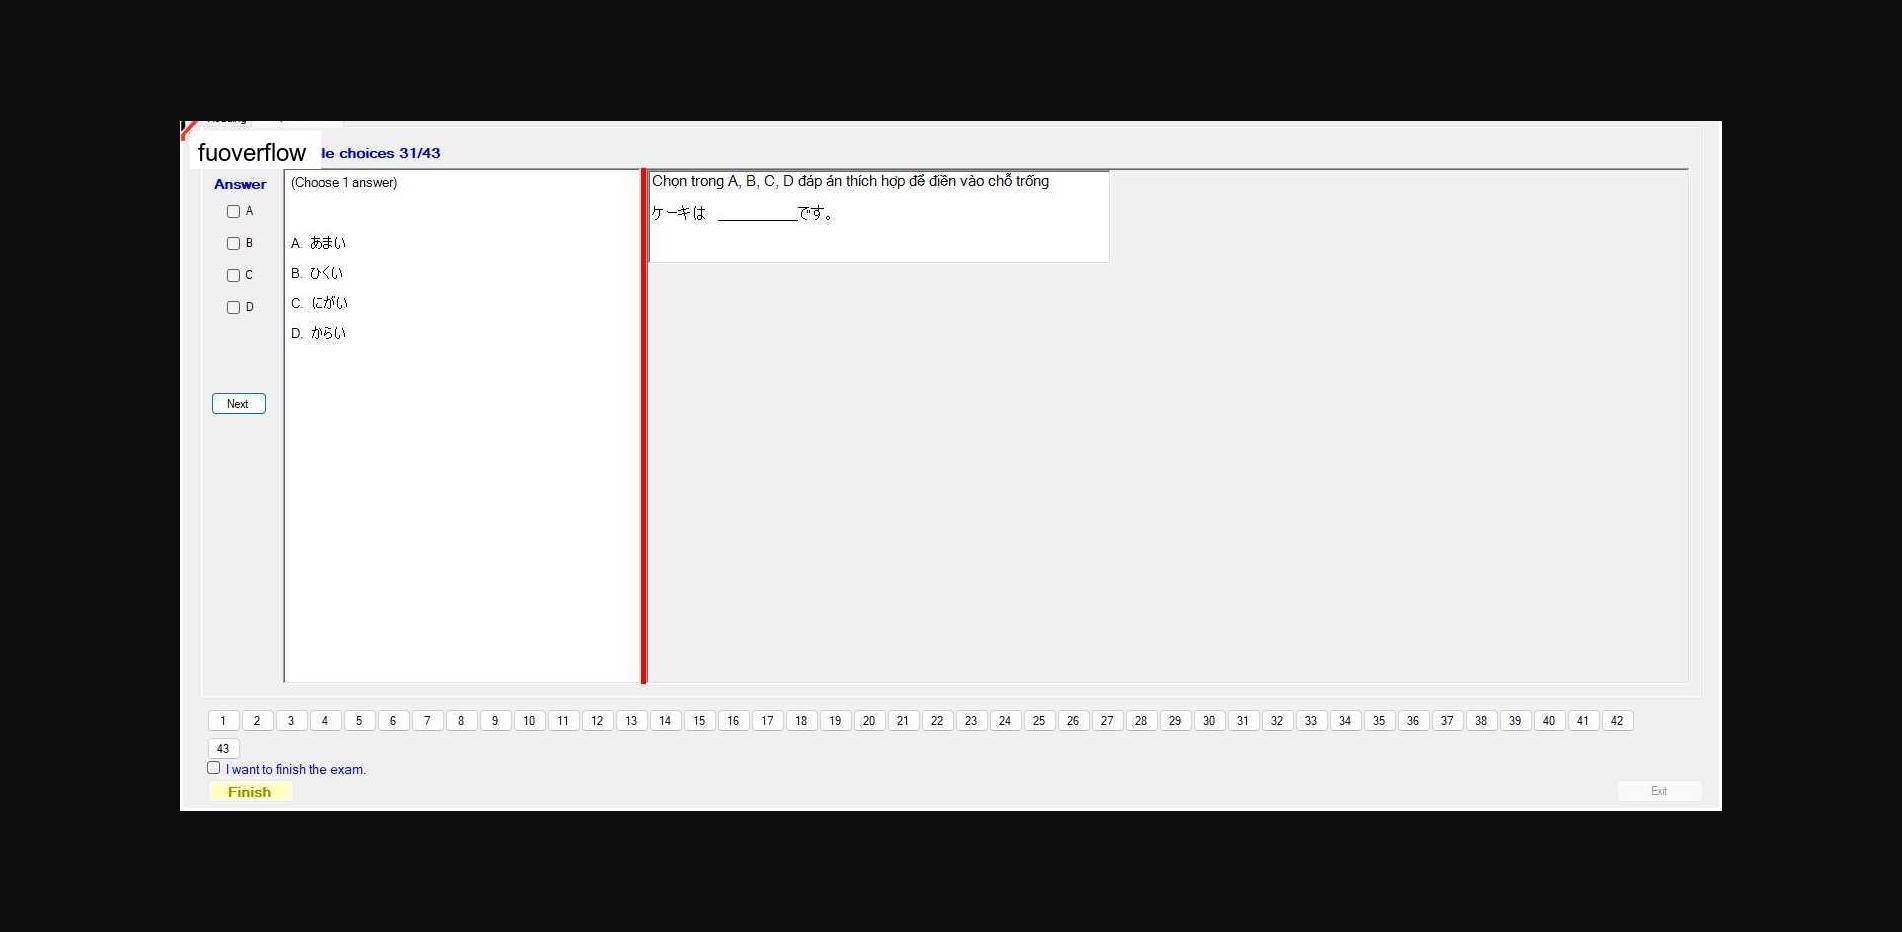 fuoverflow
le choices 31/43
Answer
A
B
C
D
Next
(Choose 1 answer)
A. あまい
B. ひくい
C. にがい
D. からい
Chọn trong A, B, C, D đáp án thích hợp để điền vào chỗ trống
ケーキは __________です。
1 2 3 4 5 6 7 8 9 10 11 12 13 14 15 16 17 18 19 20 21 22 23 24 25 26 27 28 29 30 31 32 33 34 35 36 37 38 39 40 41 42
43
I want to finish the exam.
Finish
Exit